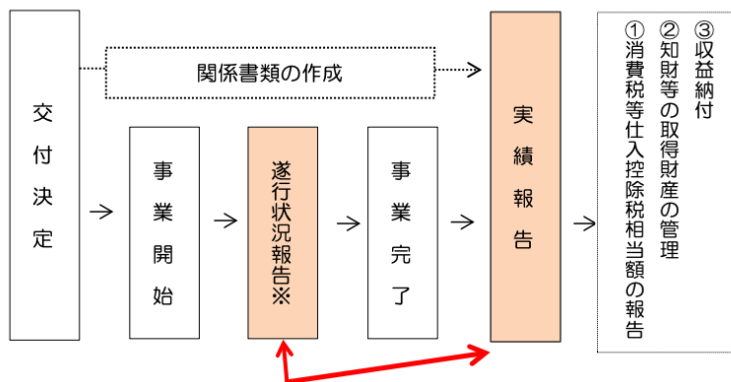 交付決定
関係書類の作成
事業開始
遂行状況報告※
事業完了
実績報告
③収益納付
②知財等の取得財産の管理
①消費税等仕入控除税相当額の報告